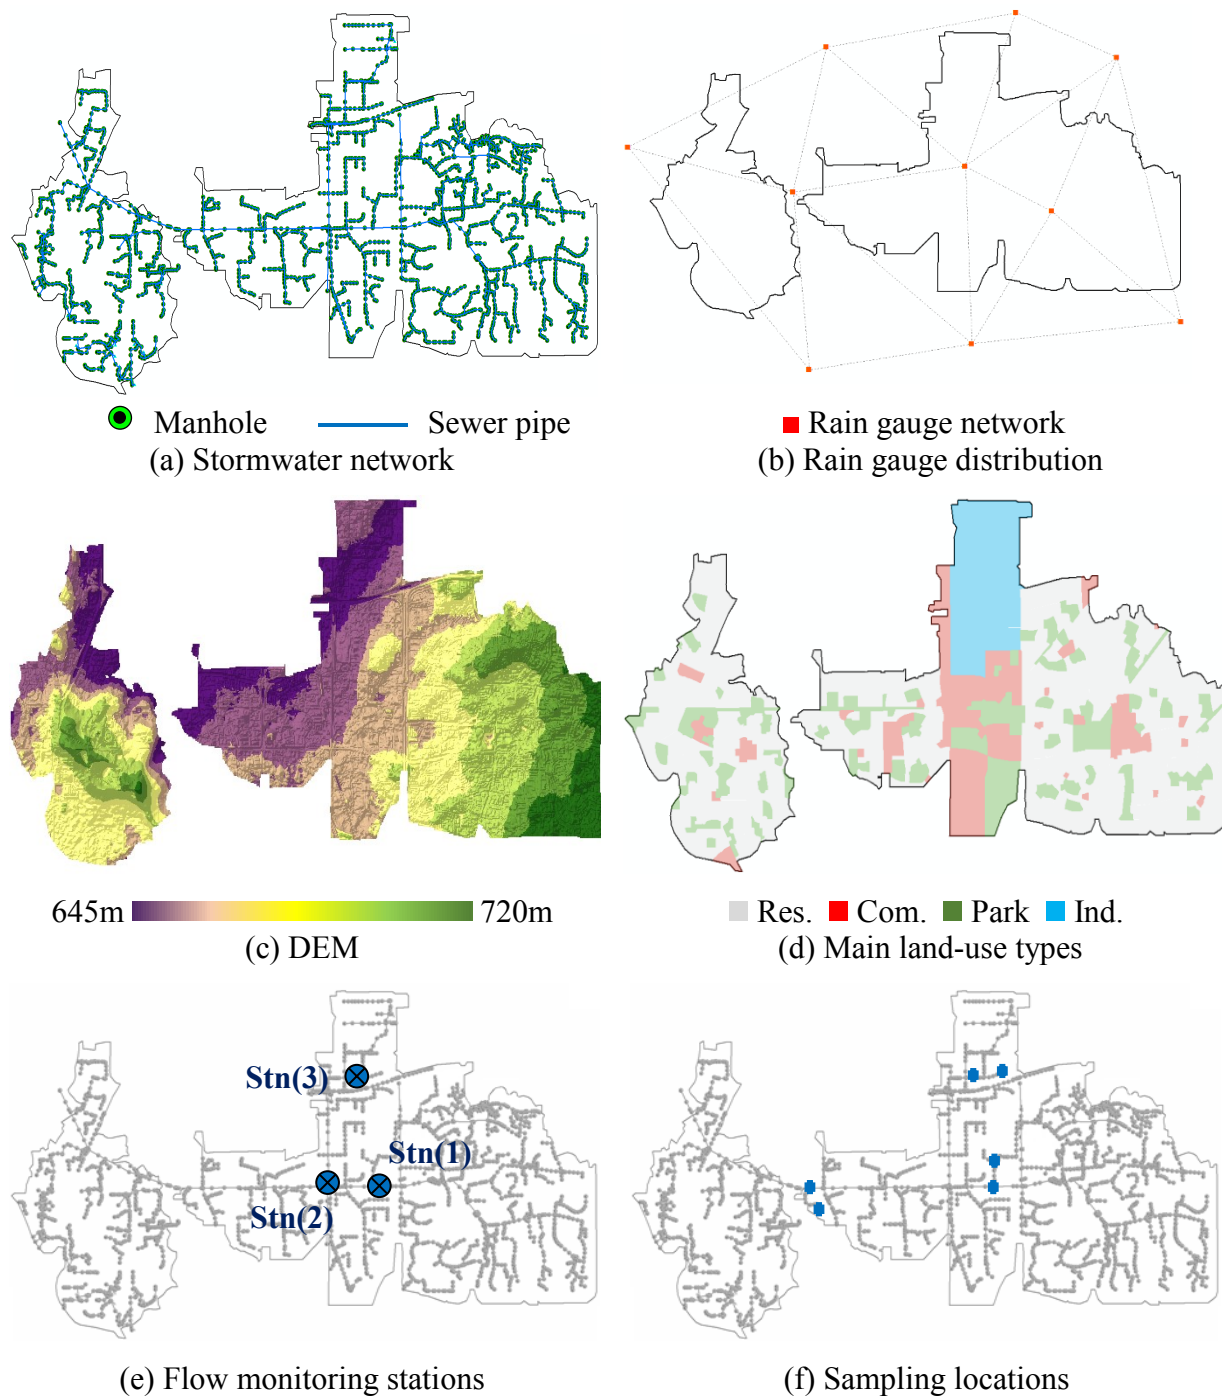 Manhole
Sewer pipe
(a) Stormwater network
Rain gauge network
(b) Rain gauge distribution
645m
720m
(c) DEM
Res.
Com.
Park
Ind.
(d) Main land-use types
Stn(3)
Stn(1)
Stn(2)
(e) Flow monitoring stations
(f) Sampling locations